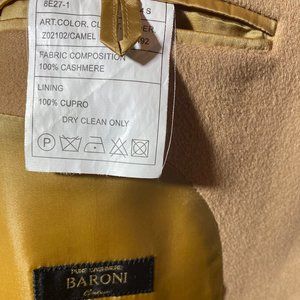 8E27-1
S
ART.COLOR, CL
Z02102/CAMEL
92
FABRIC COMPOSITION
100% CASHMERE
LINING
100% CUPRO
DRY CLEAN ONLY
P
PURE CASHMERE
BARONI